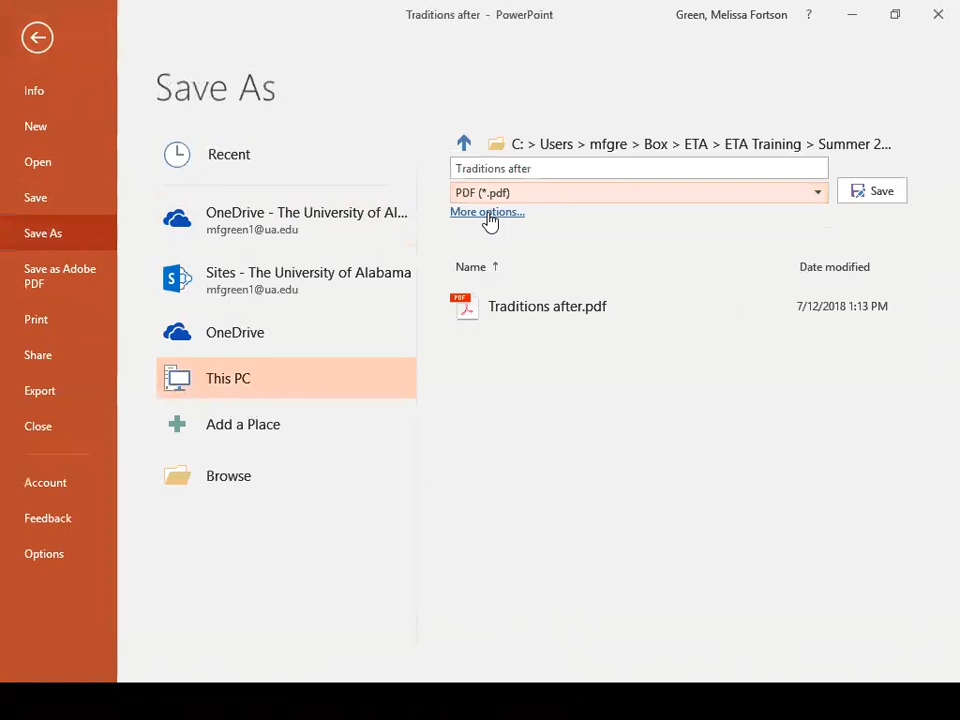 Traditions after - PowerPoint
Green, Melissa Fortson
?
Info
New
Open
Save
Save As
Save as Adobe
PDF
Print
Share
Export
Close
Account
Feedback
Options
Save As
Recent
OneDrive - The University of Al...
mfgreen1@ua.edu
Sites - The University of Alabama
mfgreen1@ua.edu
OneDrive
This PC
Add a Place
Browse
C: > Users > mfgre > Box > ETA > ETA Training > Summer 2...
Traditions after
PDF (*.pdf)
Save
More options...
Name
Date modified
PDF
Traditions after.pdf
7/12/2018 1:13 PM